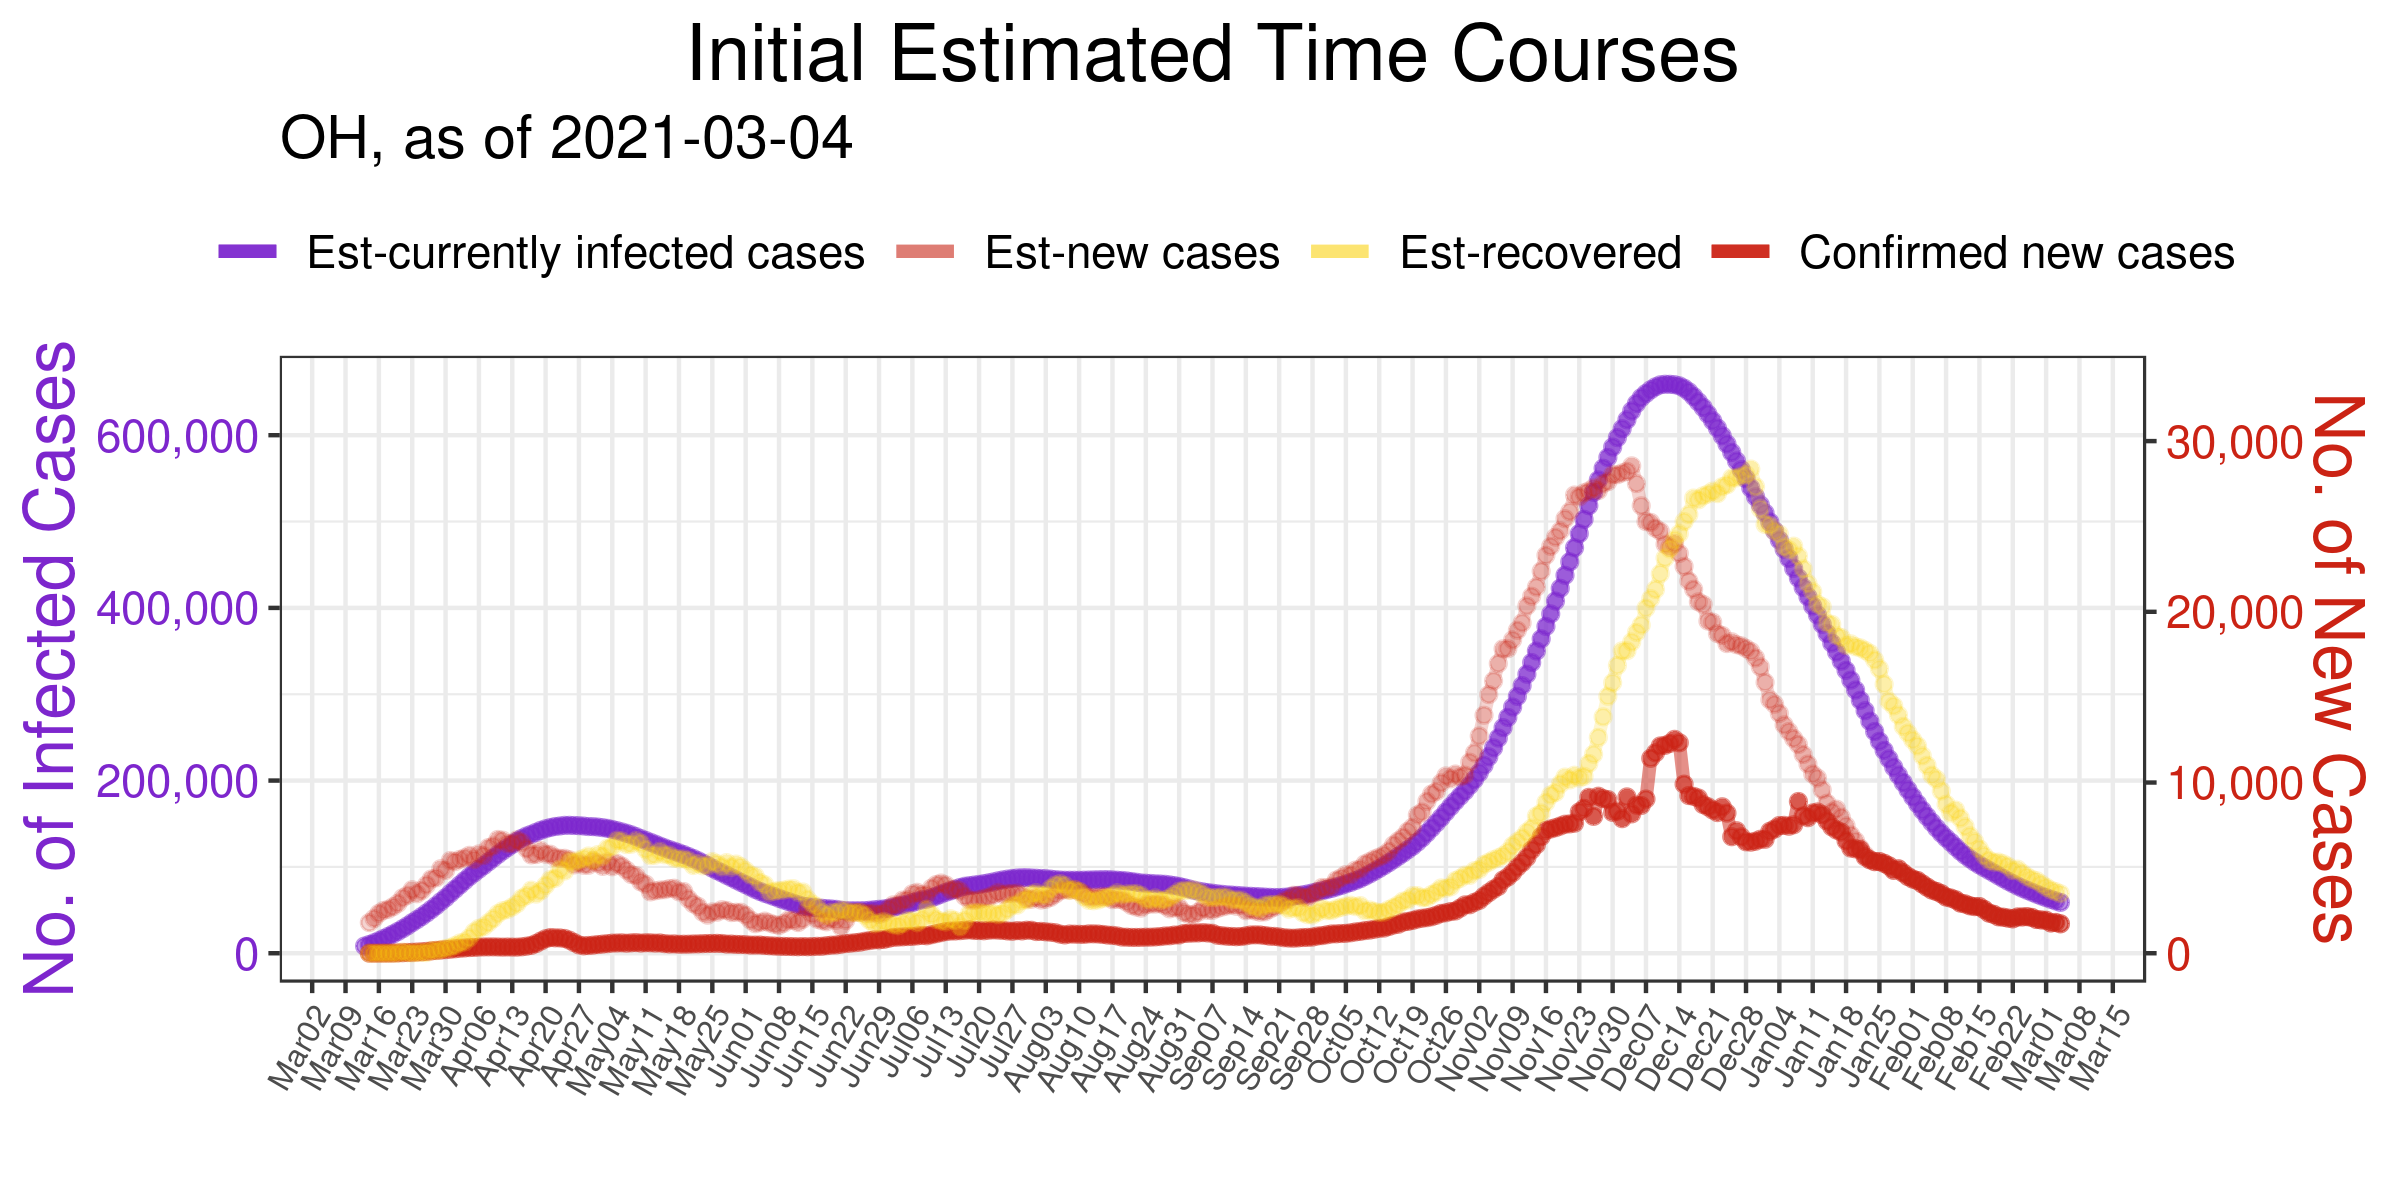 Initial Estimated Time Courses
OH, as of 2021-03-04
Est-currently infected cases
Est-new cases
Est-recovered
Confirmed new cases
No. of Infected Cases
600,000
400,000
200,000
0
30,000
20,000
10,000
0
No. of New Cases
Mar02
Mar09
Mar16
Mar23
Mar30
Apr06
Apr13
Apr20
Apr27
May04
May11
May18
May25
Jun01
Jun08
Jun15
Jun22
Jun29
Jul06
Jul13
Jul20
Jul27
Aug03
Aug10
Aug17
Aug24
Aug31
Sep07
Sep14
Sep21
Sep28
Oct05
Oct12
Oct19
Oct26
Nov02
Nov09
Nov16
Nov23
Nov30
Dec07
Dec14
Dec21
Dec28
Jan04
Jan11
Jan18
Jan25
Feb01
Feb08
Feb15
Feb22
Mar01
Mar08
Mar15